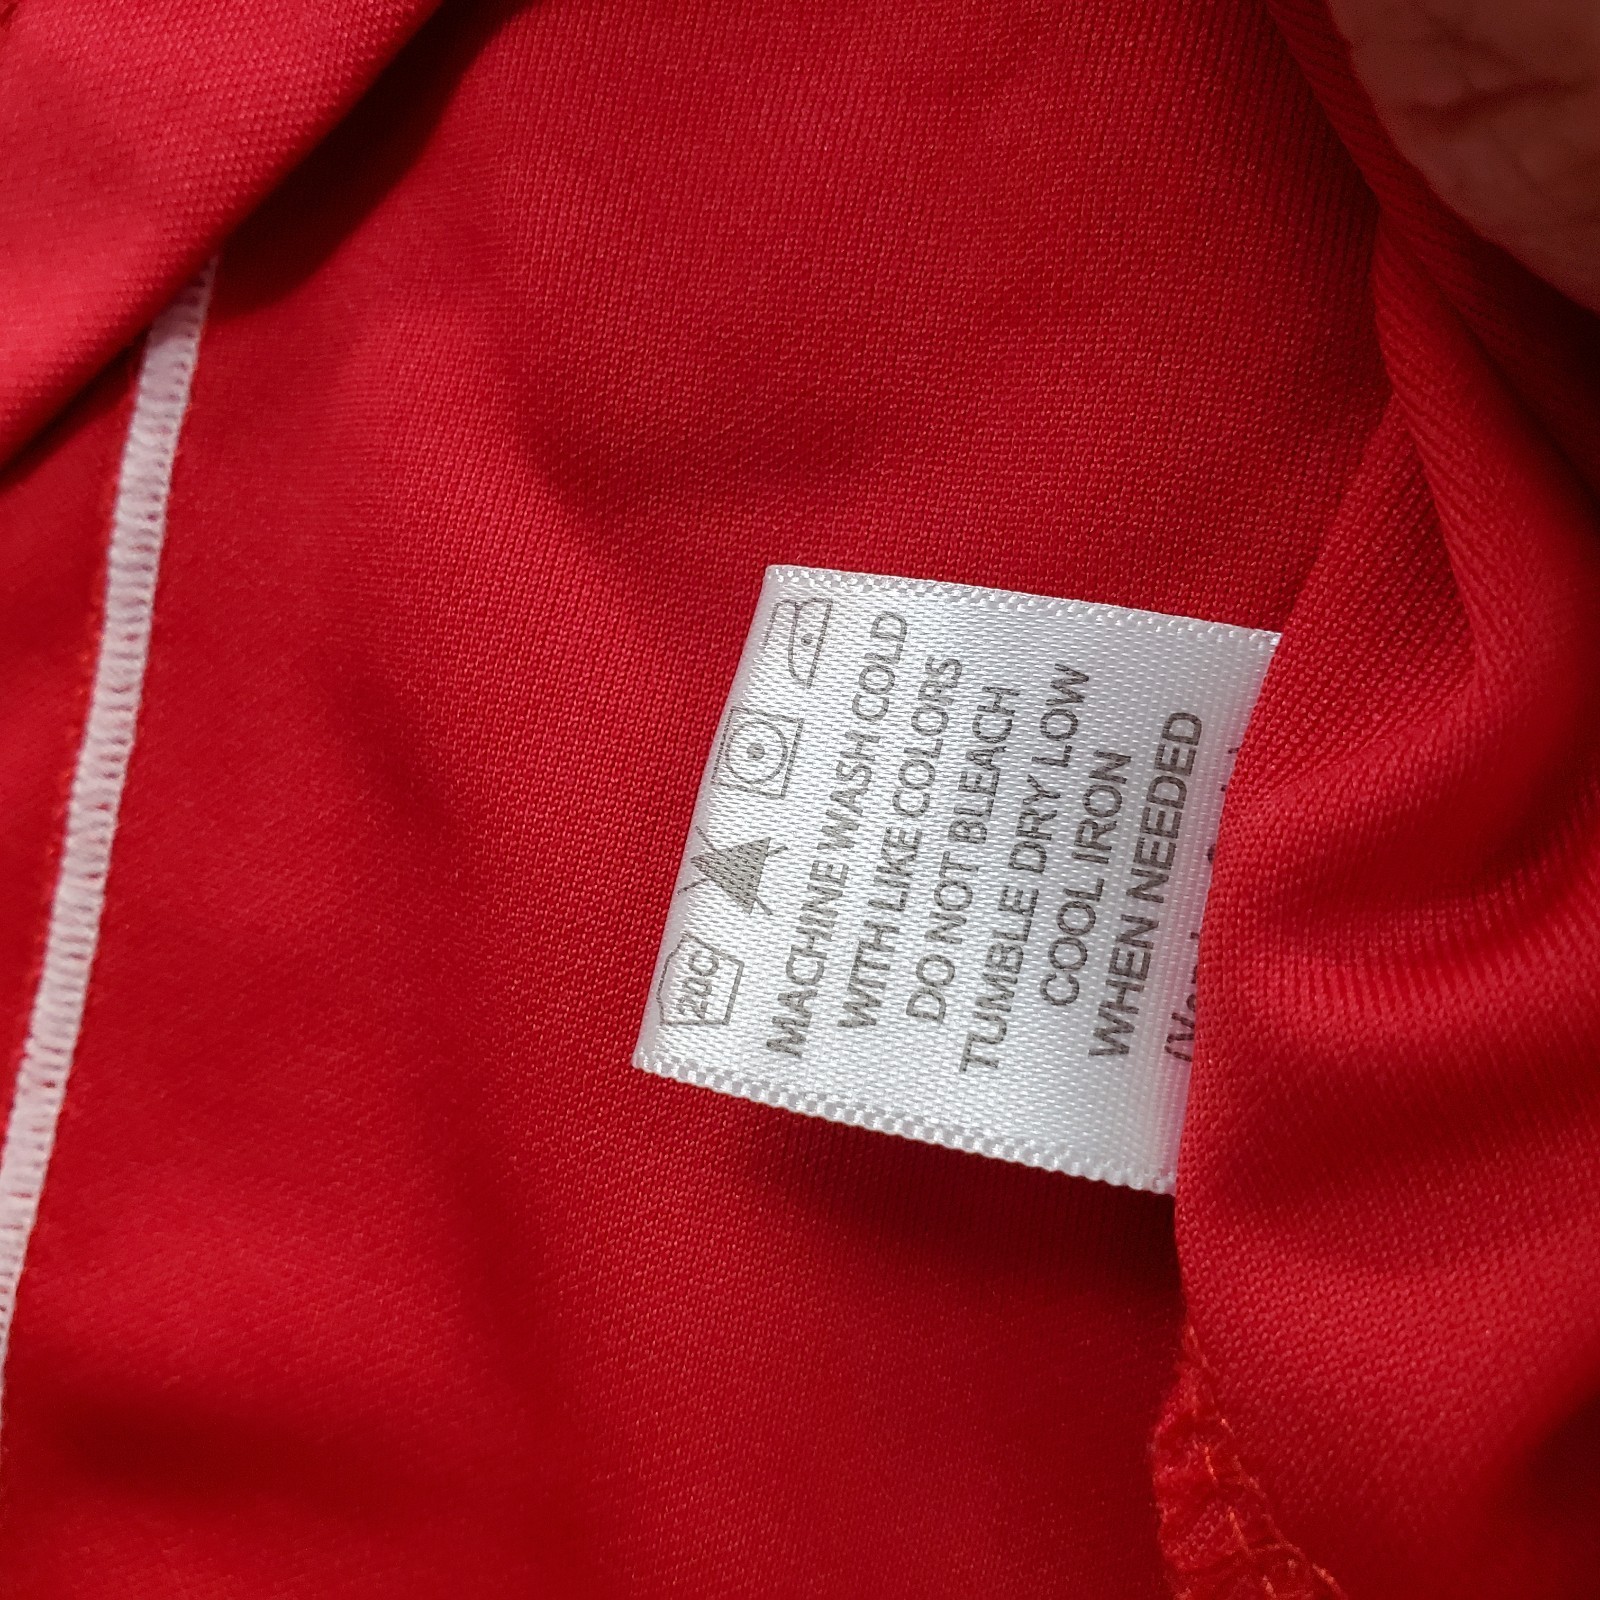 20C
MACHINE WASH COLD
WITH LIKE COLORS
DO NOT BLEACH
TUMBLE DRY LOW
COOL IRON
WHEN NEEDED